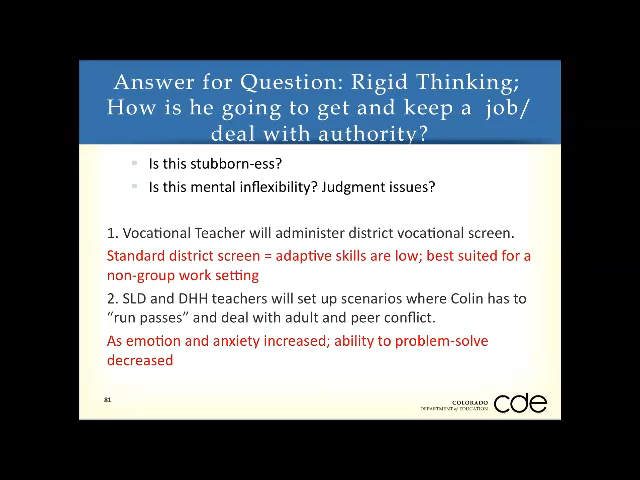 Answer for Question: Rigid Thinking;
How is he going to get and keep a job/
deal with authority?
Is this stubborn-ess?
Is this mental inflexibility? Judgment issues?
1. Vocational Teacher will administer district vocational screen.
Standard district screen = adaptive skills are low; best suited for a
non-group work setting
2. SLD and DHH teachers will set up scenarios where Colin has to
“run passes” and deal with adult and peer conflict.
As emotion and anxiety increased; ability to problem-solve
decreased
81
COLORADO
DEPARTMENT of EDUCATION
cde